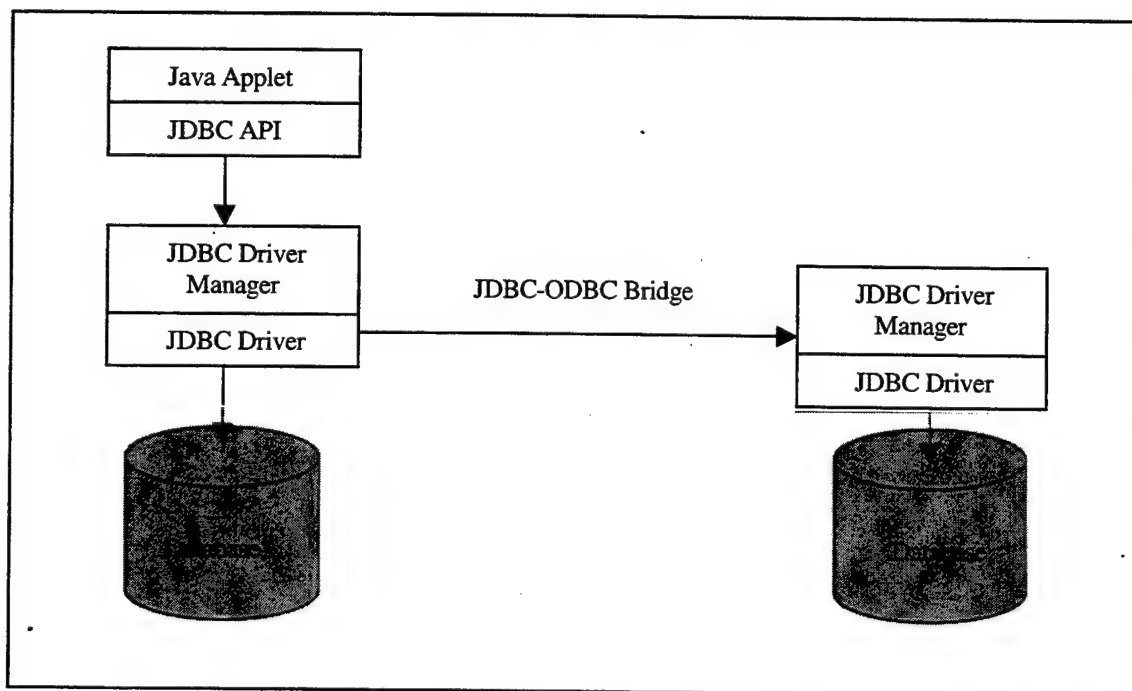 Java Applet
JDBC API
JDBC Driver
Manager
JDBC Driver
JDBC-ODBC Bridge
JDBC Driver
Manager
JDBC Driver